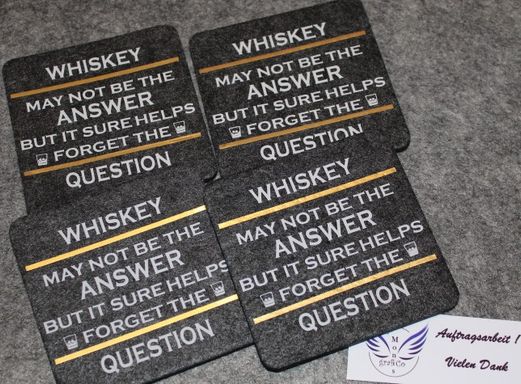 WHISKEY
MAY NOT BE THE
ANSWER
BUT IT SURE HELPS
FORGET THE
QUESTION
WHISKEY
MAY NOT BE THE
ANSWER
BUT IT SURE HELPS
FORGET THE
QUESTION
WHISKEY
MAY NOT BE THE
ANSWER
BUT IT SURE HELPS
FORGET THE
QUESTION
WHISKEY
MAY NOT BE THE
ANSWER
BUT IT SURE HELPS
FORGET THE
QUESTION
Auftragsarbeit !
Vielen Dank